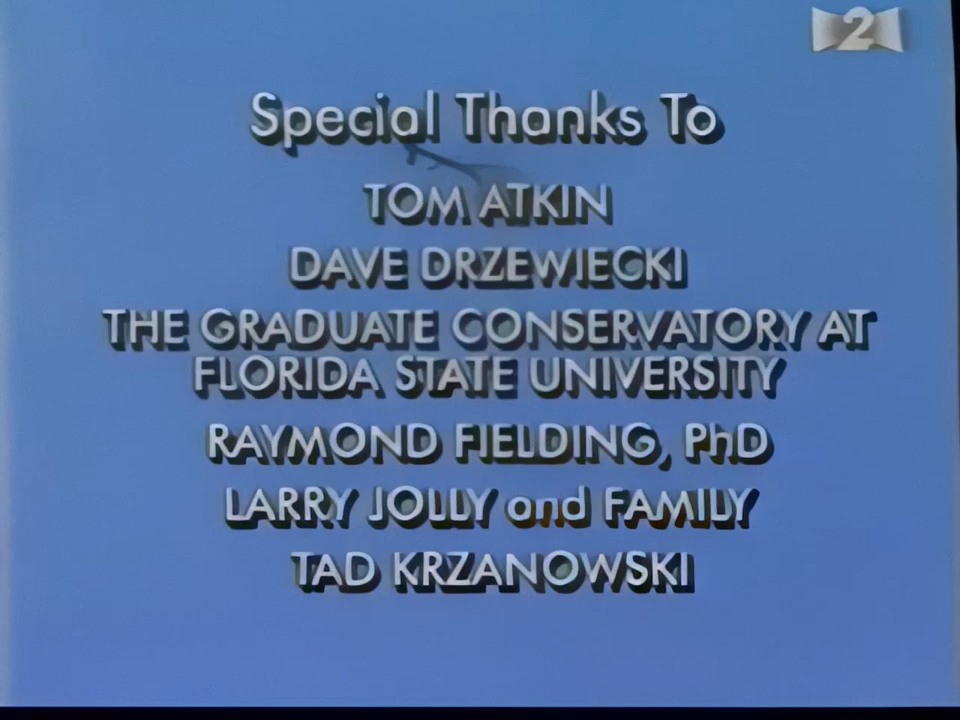 2
Special Thanks To
TOM ATKIN
DAVE DRZEWIECKI
THE GRADUATE CONSERVATORY AT
FLORIDA STATE UNIVERSITY
RAYMOND FIELDING, PhD
LARRY JOLLY and FAMILY
TAD KRZANOWSKI